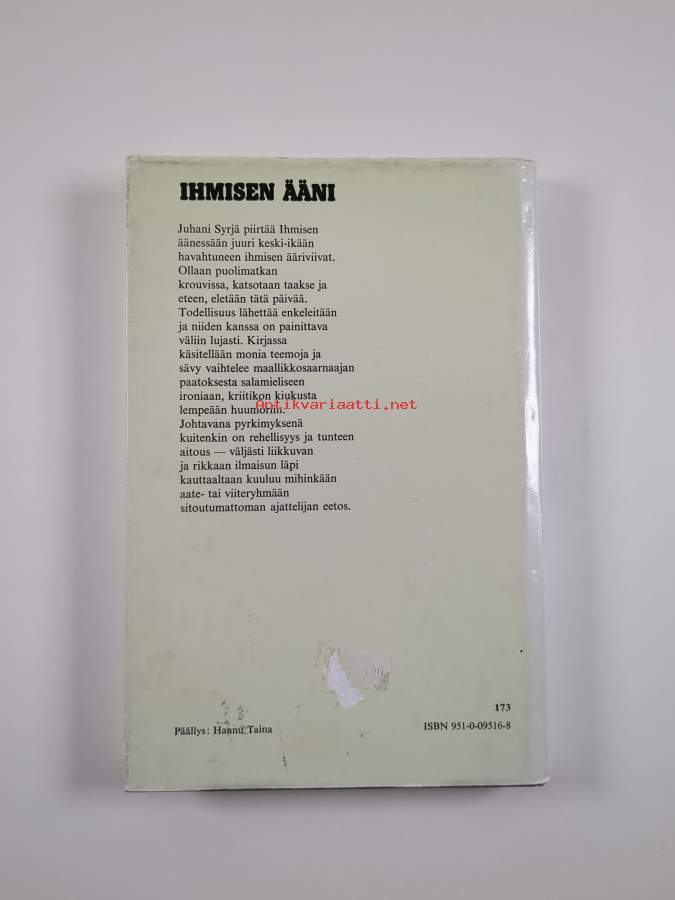 IHMISEN ÄÄNI
Juhani Syrjä piirtää Ihmisen
äänessään juuri keski-ikään
havahtuneen ihmisen ääriviivat.
Ollaan puolimatkan
krouvissa, katsotaan taakse ja
eteen, eletään tätä päivää.
Todellisuus lähettää enkeleitään
ja niiden kanssa on painittava
väliin lujasti. Kirjassa
käsitellään monia teemoja ja
sävy vaihtelee maallikkosaarnaajan
paatoksesta salamieliseen
ironiaan, kriitikon kiukusta
lempeään huumoriin.
Antikvariaatti.net
Johtavana pyrkimyksenä
kuitenkin on rehellisyys ja tunteen
aitous — väljästi liikkuvan
ja rikkaan ilmaisun läpi
kauttaaltaan kuuluu mihinkään
aate- tai viiteryhmään
sitoutumattoman ajattelijan eetos.
173
Päällys: Hannu Taina
ISBN 951-0-09516-8